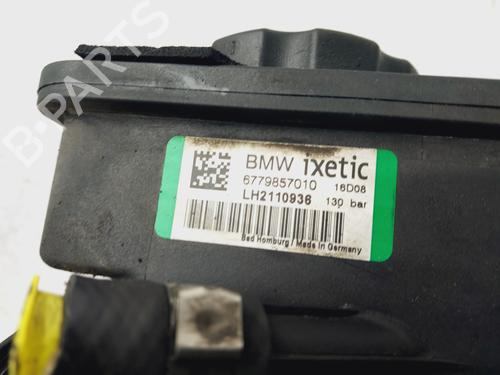 BMW ixetic
6779857010 16D08
LH2110936 130 bar
Bad Homburg / Made in Germany
B-PARTS